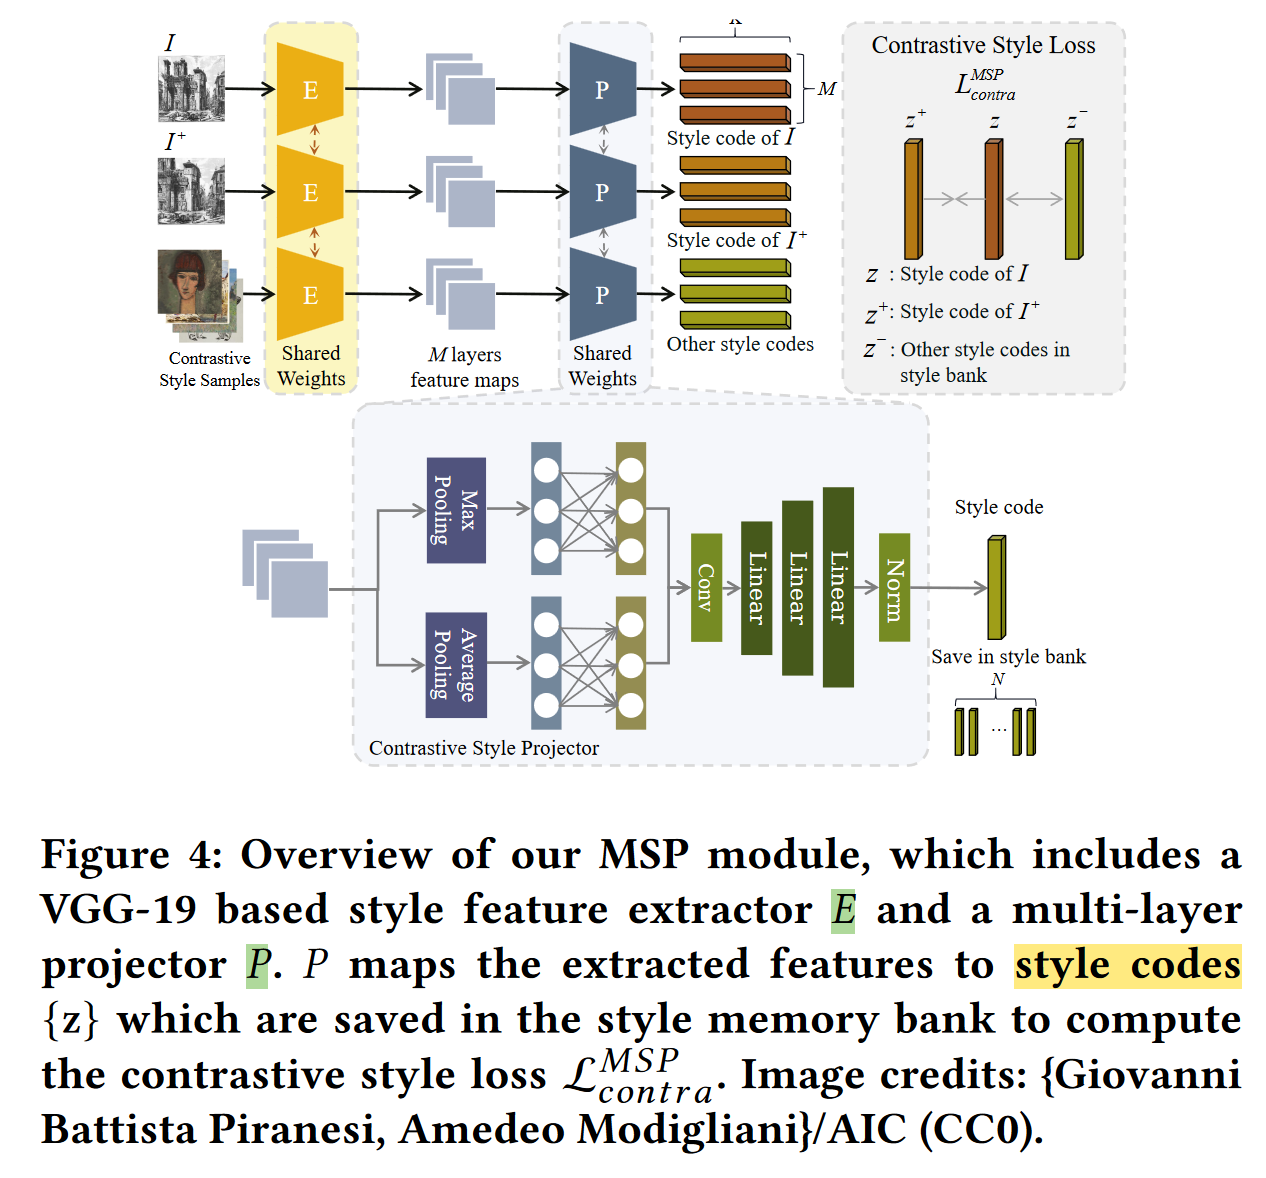 I
E
P
K
M
Style code of I
I⁺
E
P
Style code of I⁺
E
P
Other style codes
Contrastive
Style Samples
Shared
Weights
M layers
feature maps
Shared
Weights
Contrastive Style Loss
L_contra^MSP
z⁺ z z⁻
z : Style code of I
z⁺: Style code of I⁺
z⁻ : Other style codes in
style bank
Max
Pooling
Average
Pooling
Conv
Linear
Linear
Linear
Norm
Contrastive Style Projector
Style code
Save in style bank
N
...
Figure 4: Overview of our MSP module, which includes a
VGG-19 based style feature extractor E and a multi-layer
projector P. P maps the extracted features to style codes
{z} which are saved in the style memory bank to compute
the contrastive style loss ℒ_contra^MSP. Image credits: {Giovanni
Battista Piranesi, Amedeo Modigliani}/AIC (CC0).